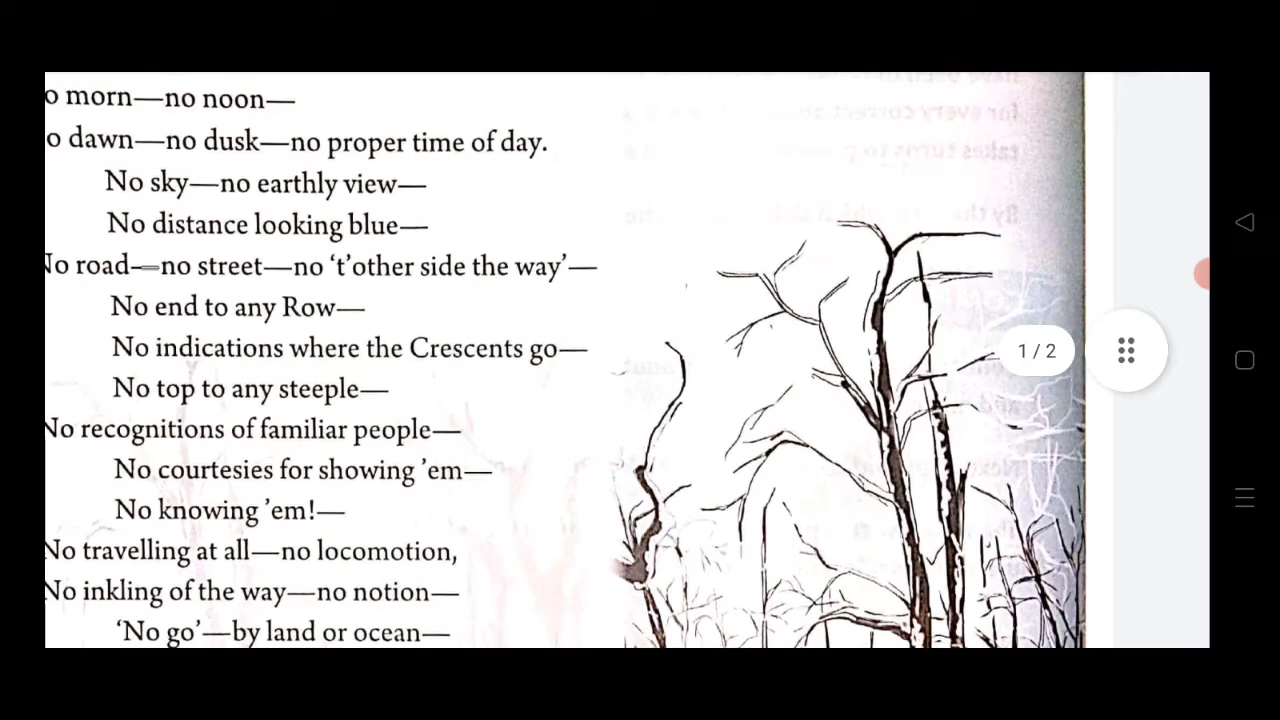 o morn—no noon—
o dawn—no dusk—no proper time of day.
No sky—no earthly view—
No distance looking blue—
No road—no street—no ‘t’other side the way’—
No end to any Row—
No indications where the Crescents go—
No top to any steeple—
No recognitions of familiar people—
No courtesies for showing ’em—
No knowing ’em!—
No travelling at all—no locomotion,
No inkling of the way—no notion—
‘No go’—by land or ocean—
1 / 2